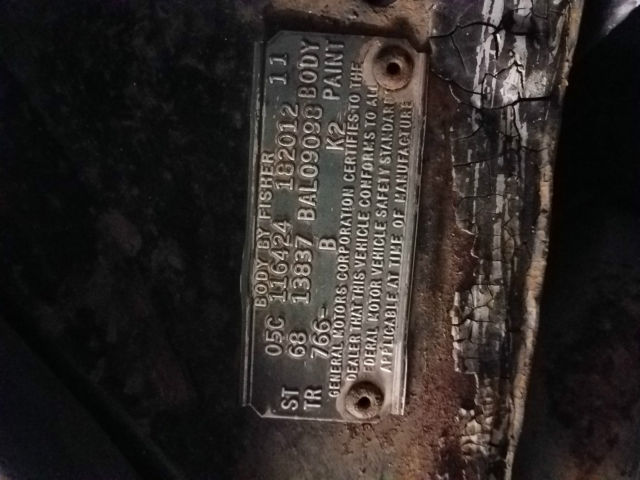 BODY BY FISHER
05C 116424 182012 11
ST 68 13837 BAL09098 BODY
TR 766- B K2 PAINT
GENERAL MOTORS CORPORATION CERTIFIES TO THE
DEALER THAT THIS VEHICLE CONFORMS TO ALL
FEDERAL MOTOR VEHICLE SAFETY STANDARDS
APPLICABLE AT TIME OF MANUFACTURE